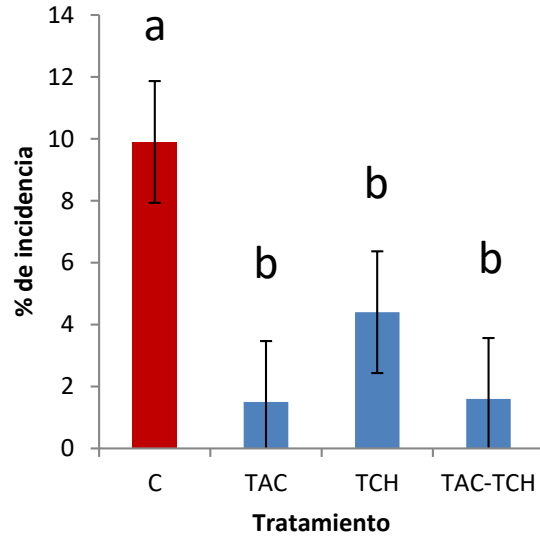 14
12
10
8
6
4
2
0
% de incidencia
a
b
b
b
C TAC TCH TAC-TCH
Tratamiento